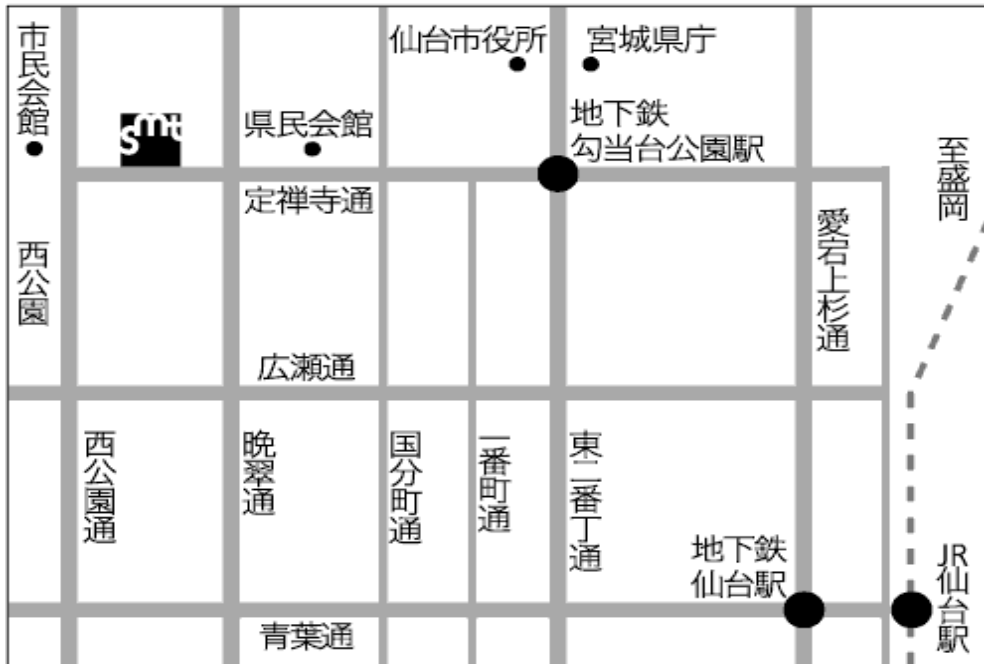 市民会館
仙台市役所
宮城県庁
smt
県民会館
地下鉄
勾当台公園駅
至盛岡
定禅寺通
西公園
愛宕上杉通
広瀬通
西公園通
晩翠通
国分町通
一番町通
東二番丁通
地下鉄
仙台駅
JR仙台駅
青葉通